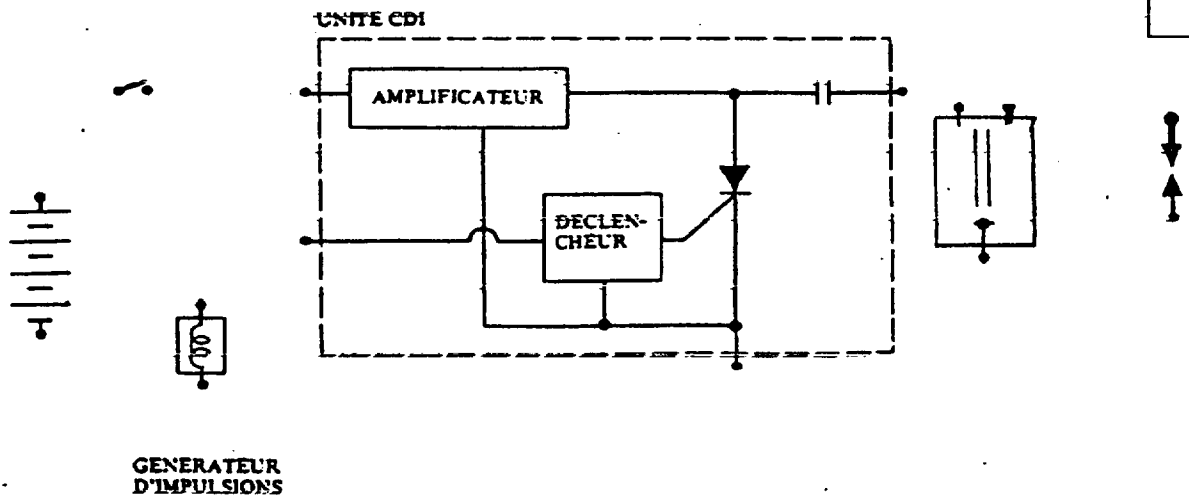 UNITE CDI
AMPLIFICATEUR
DECLEN-
CHEUR
GENERATEUR
D'IMPULSIONS